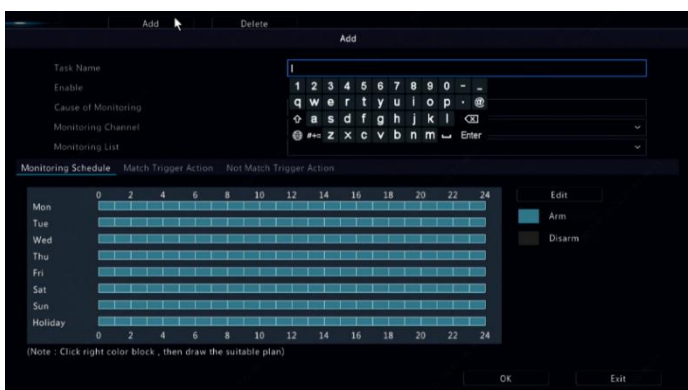 Add Delete
Add
Task Name
Enable
1 2 3 4 5 6 7 8 9 0 - _
Cause of Monitoring
q w e r t y u i o p . @
Monitoring Channel
a s d f g h j k l
#+= z x c v b n m Enter
Monitoring List
Monitoring Schedule Match Trigger Action Not Match Trigger Action
0 2 4 6 8 10 12 14 16 18 20 22 24
Edit
Mon
Arm
Tue
Wed
Disarm
Thu
Fri
Sat
Sun
Holiday
0 2 4 6 8 10 12 14 16 18 20 22 24
(Note : Click right color block , then draw the suitable plan)
OK Exit